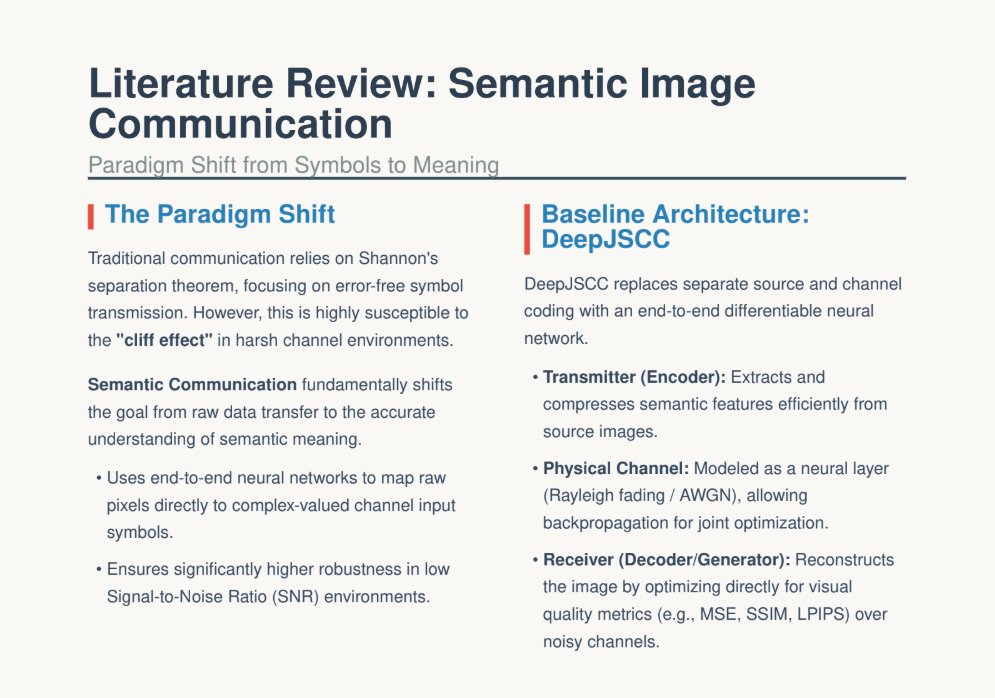 Literature Review: Semantic Image
Communication
Paradigm Shift from Symbols to Meaning
The Paradigm Shift
Traditional communication relies on Shannon's
separation theorem, focusing on error-free symbol
transmission. However, this is highly susceptible to
the "cliff effect" in harsh channel environments.
Semantic Communication fundamentally shifts
the goal from raw data transfer to the accurate
understanding of semantic meaning.
• Uses end-to-end neural networks to map raw
pixels directly to complex-valued channel input
symbols.
• Ensures significantly higher robustness in low
Signal-to-Noise Ratio (SNR) environments.
Baseline Architecture:
DeepJSCC
DeepJSCC replaces separate source and channel
coding with an end-to-end differentiable neural
network.
• Transmitter (Encoder): Extracts and
compresses semantic features efficiently from
source images.
• Physical Channel: Modeled as a neural layer
(Rayleigh fading / AWGN), allowing
backpropagation for joint optimization.
• Receiver (Decoder/Generator): Reconstructs
the image by optimizing directly for visual
quality metrics (e.g., MSE, SSIM, LPIPS) over
noisy channels.